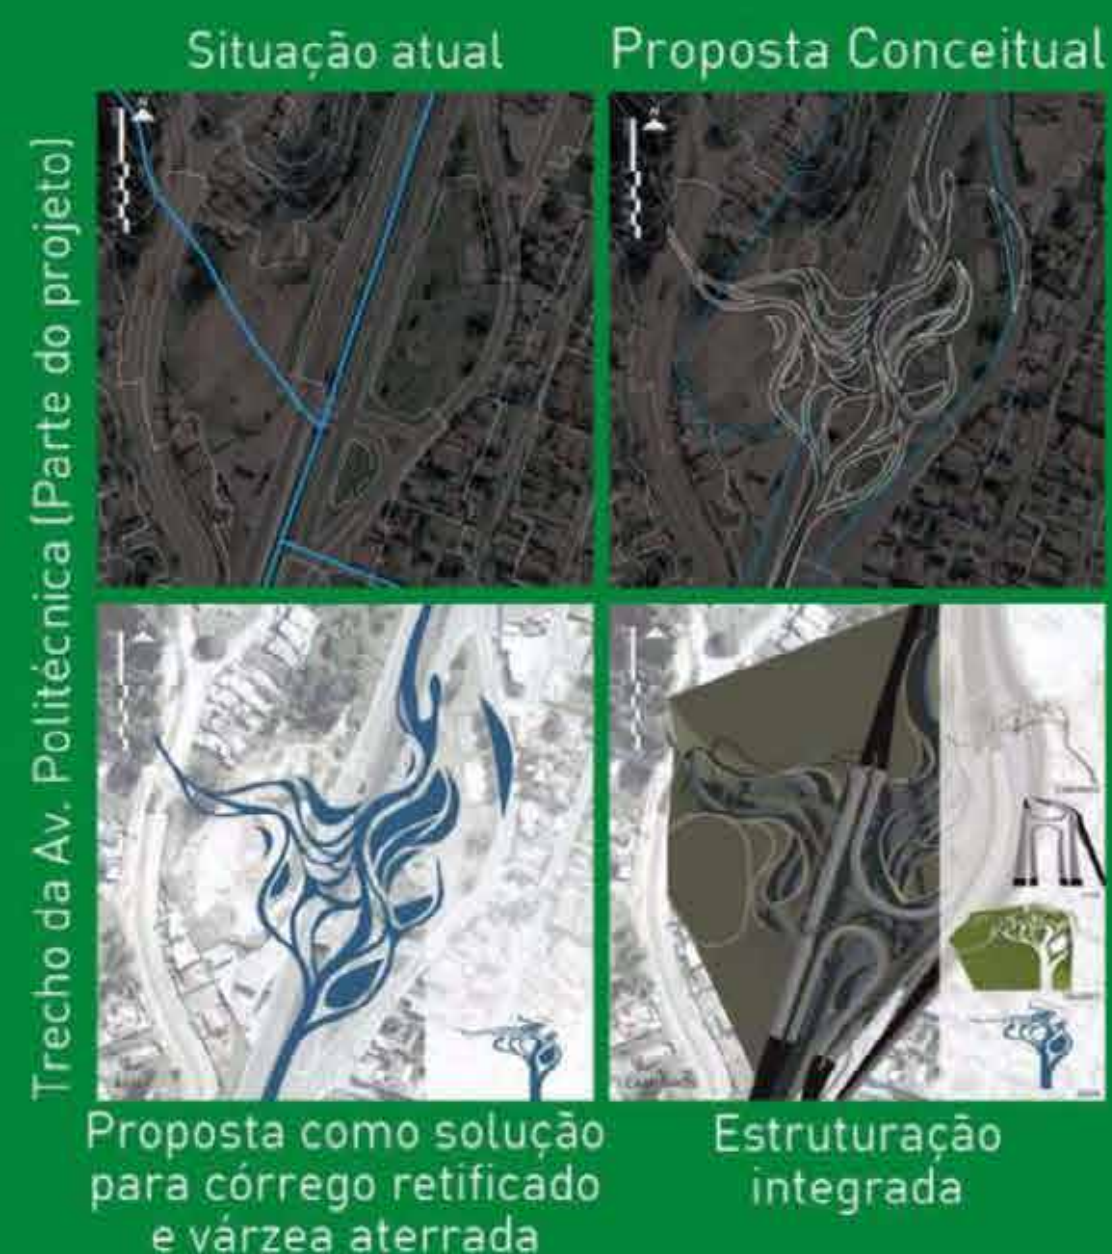 Situação atual
Proposta Conceitual
Trecho da Av. Politécnica (Parte do projeto)
Proposta como solução
para córrego retificado
e várzea aterrada
Estruturação
integrada